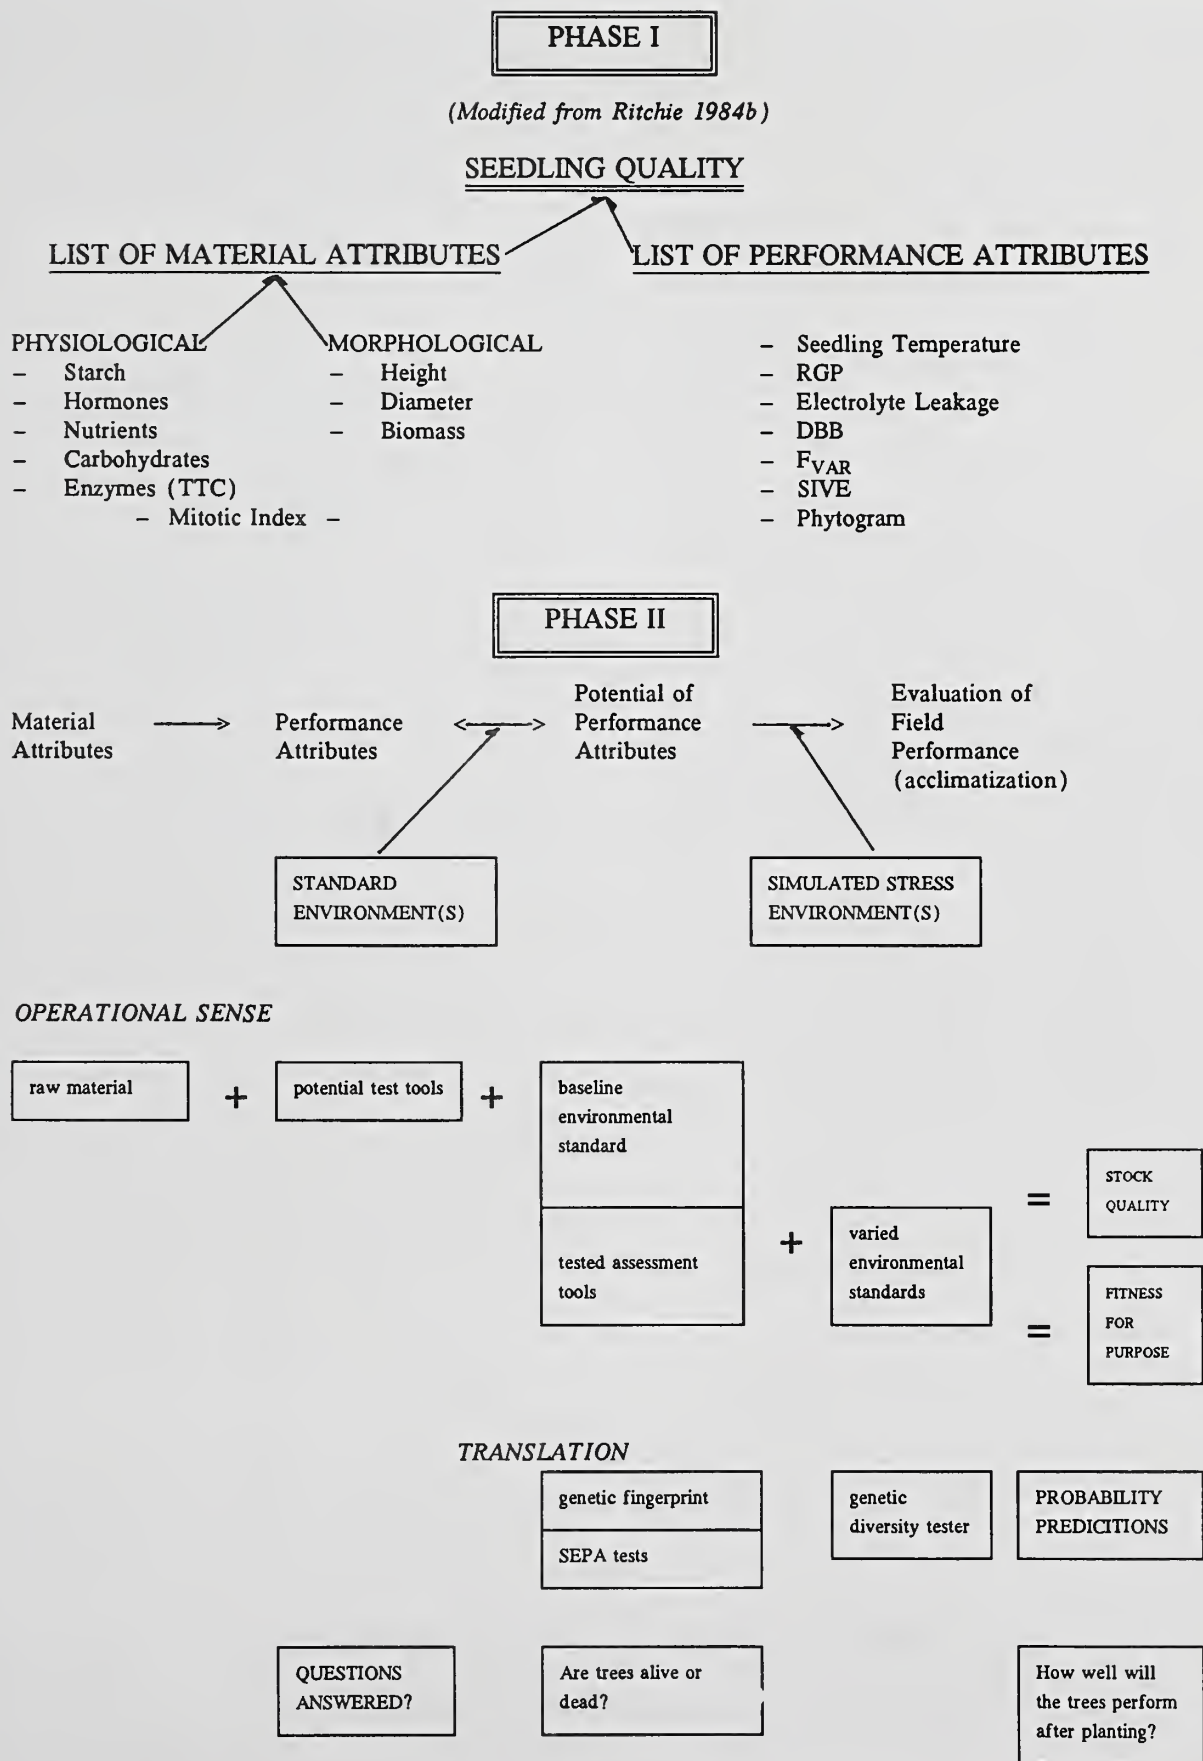 PHASE I
(Modified from Ritchie 1984b)
SEEDLING QUALITY
LIST OF MATERIAL ATTRIBUTES
LIST OF PERFORMANCE ATTRIBUTES
PHYSIOLOGICAL
– Starch
– Hormones
– Nutrients
– Carbohydrates
– Enzymes (TTC)
– Mitotic Index –
MORPHOLOGICAL
– Height
– Diameter
– Biomass
– Seedling Temperature
– RGP
– Electrolyte Leakage
– DBB
– FVAR
– SIVE
– Phytogram
PHASE II
Material
Attributes
Performance
Attributes
Potential of
Performance
Attributes
Evaluation of
Field
Performance
(acclimatization)
STANDARD
ENVIRONMENT(S)
SIMULATED STRESS
ENVIRONMENT(S)
OPERATIONAL SENSE
raw material
+
potential test tools
+
baseline
environmental
standard
tested assessment
tools
+
varied
environmental
standards
=
STOCK
QUALITY
=
FITNESS
FOR
PURPOSE
TRANSLATION
genetic fingerprint
SEPA tests
genetic
diversity tester
PROBABILITY
PREDICITIONS
QUESTIONS
ANSWERED?
Are trees alive or
dead?
How well will
the trees perform
after planting?